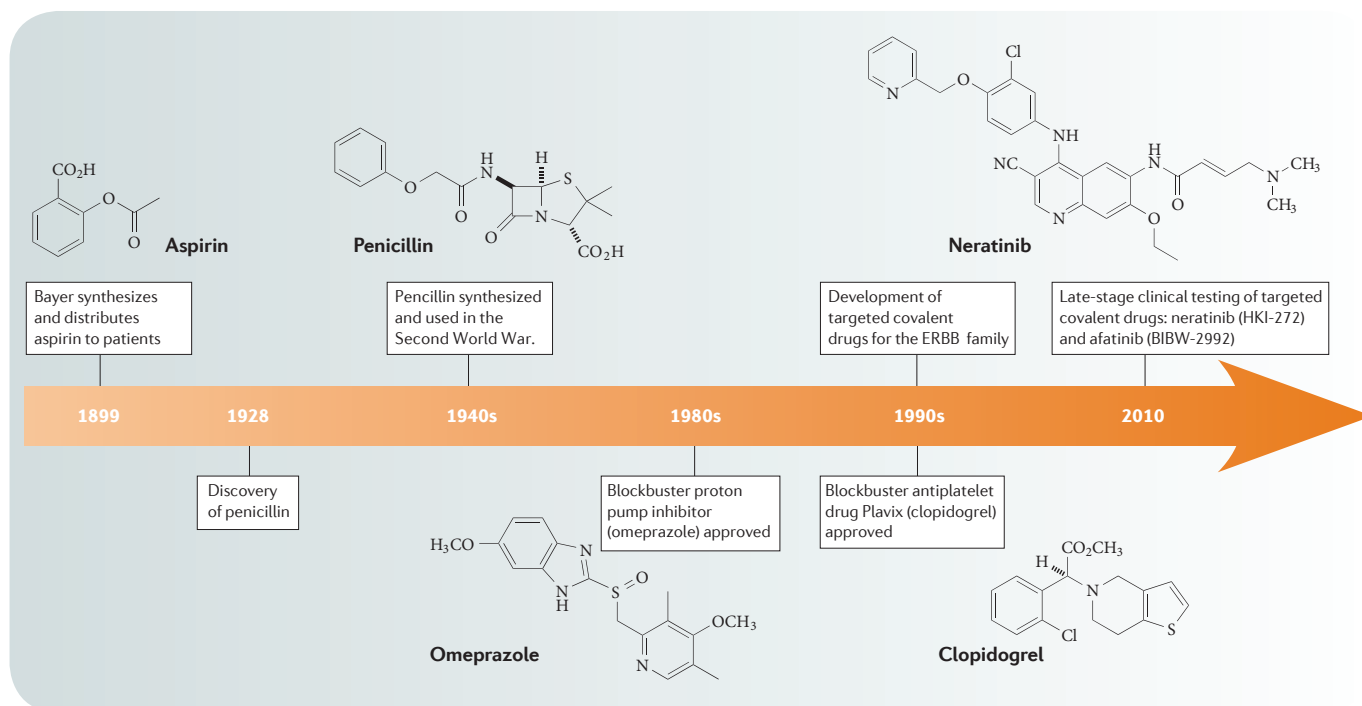 N
O
Cl
NH
NC
N
H
N
O
O
N
CH₃
CH₃
Neratinib
CO₂H
O
O
Aspirin
O
O
H
N
H
S
O
N
CO₂H
Penicillin
Bayer synthesizes
and distributes
aspirin to patients
Pencillin synthesized
and used in the
Second World War.
Development of
targeted covalent
drugs for the ERBB family
Late-stage clinical testing of targeted
covalent drugs: neratinib (HKI-272)
and afatinib (BIBW-2992)
1899
1928
1940s
1980s
1990s
2010
Discovery
of penicillin
Blockbuster proton
pump inhibitor
(omeprazole) approved
Blockbuster antiplatelet
drug Plavix (clopidogrel)
approved
H₃CO
N
N
H
S
O
OCH₃
N
Omeprazole
H
CO₂CH₃
N
Cl
S
Clopidogrel